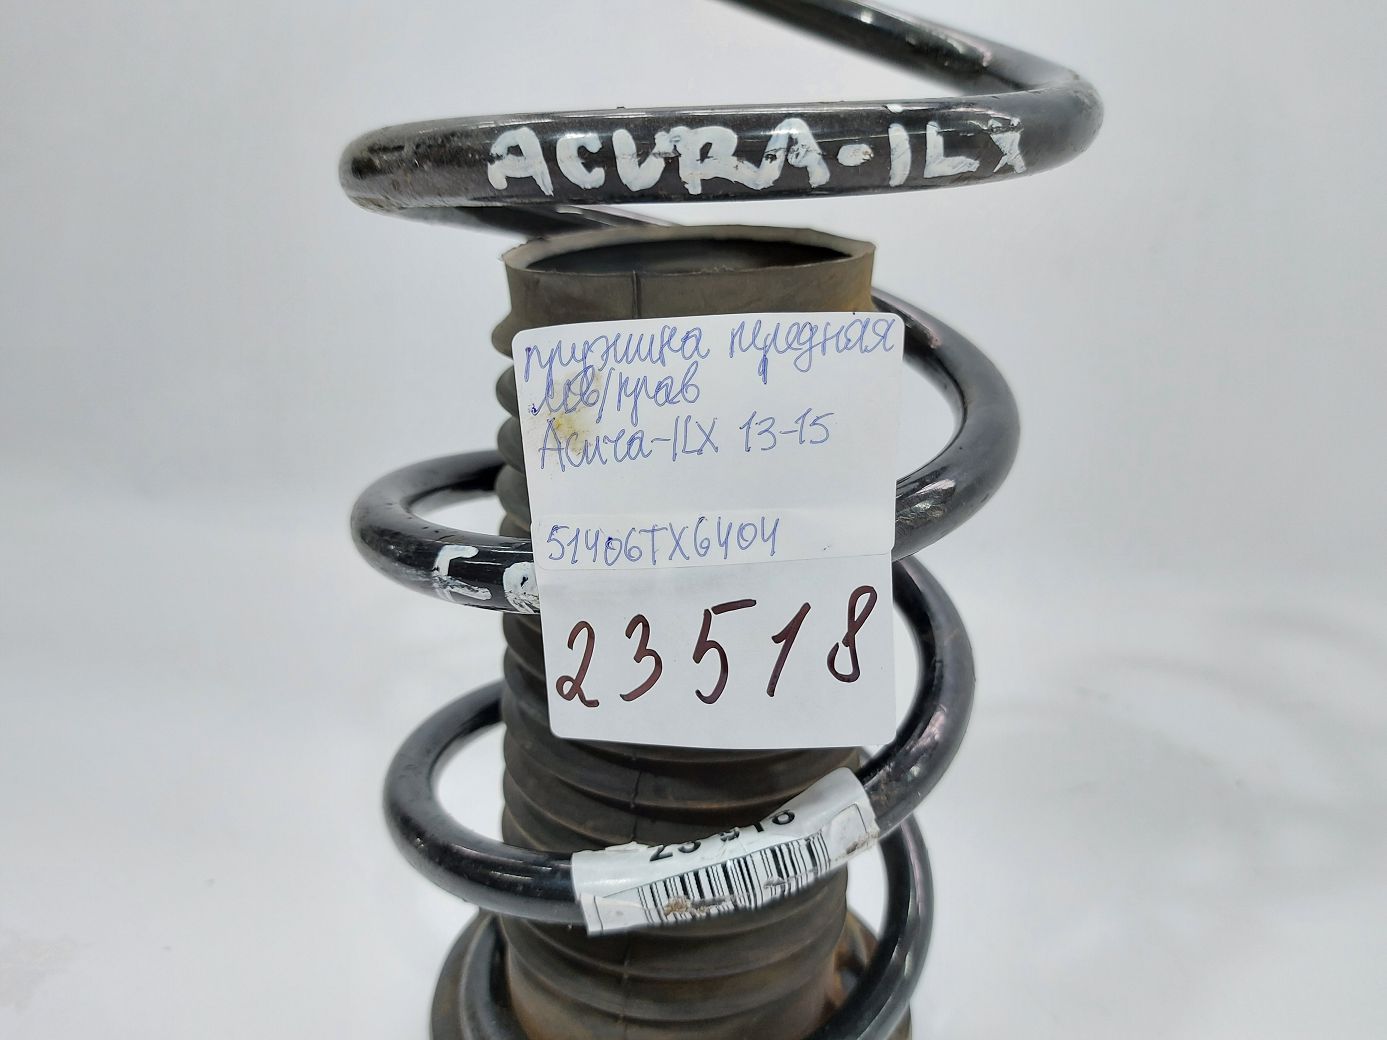 ACURA-ILX
пружина передняя
лев/прав
Acura-ILX 13-15
51406TX6404
23518